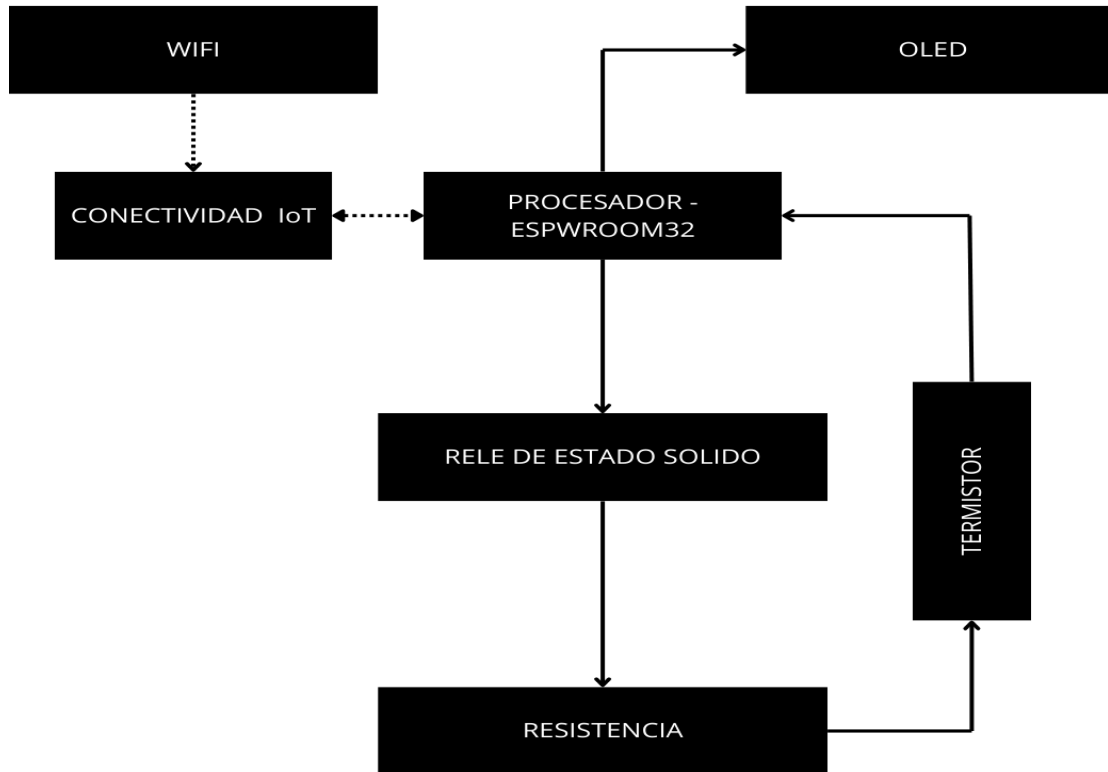 WIFI
OLED
CONECTIVIDAD IoT
PROCESADOR -
ESPWROOM32
RELE DE ESTADO SOLIDO
TERMISTOR
RESISTENCIA